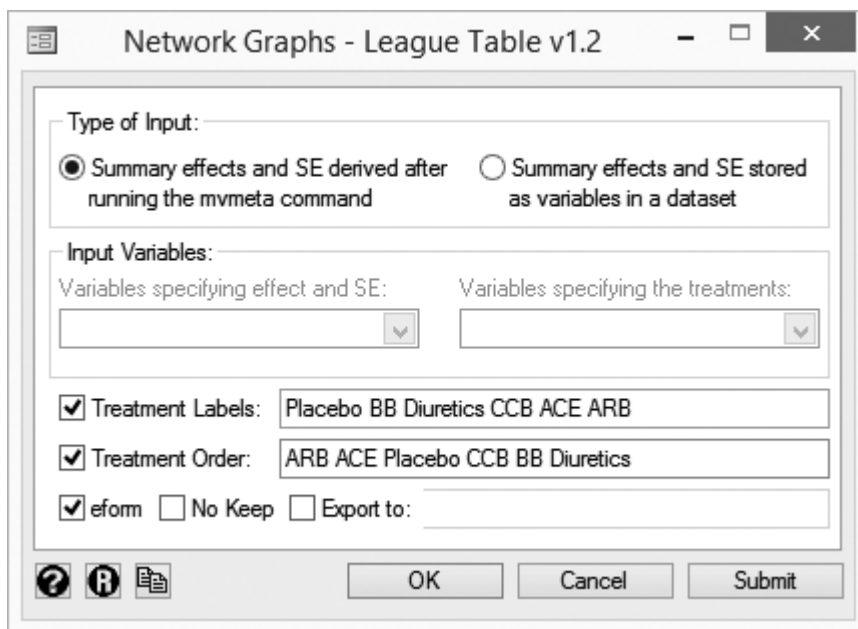 Network Graphs - League Table v1.2
Type of Input:
Summary effects and SE derived after
running the mvmeta command
Summary effects and SE stored
as variables in a dataset
Input Variables:
Variables specifying effect and SE:
Variables specifying the treatments:
Treatment Labels:
Placebo BB Diuretics CCB ACE ARB
Treatment Order:
ARB ACE Placebo CCB BB Diuretics
eform
No Keep
Export to:
? R
OK
Cancel
Submit